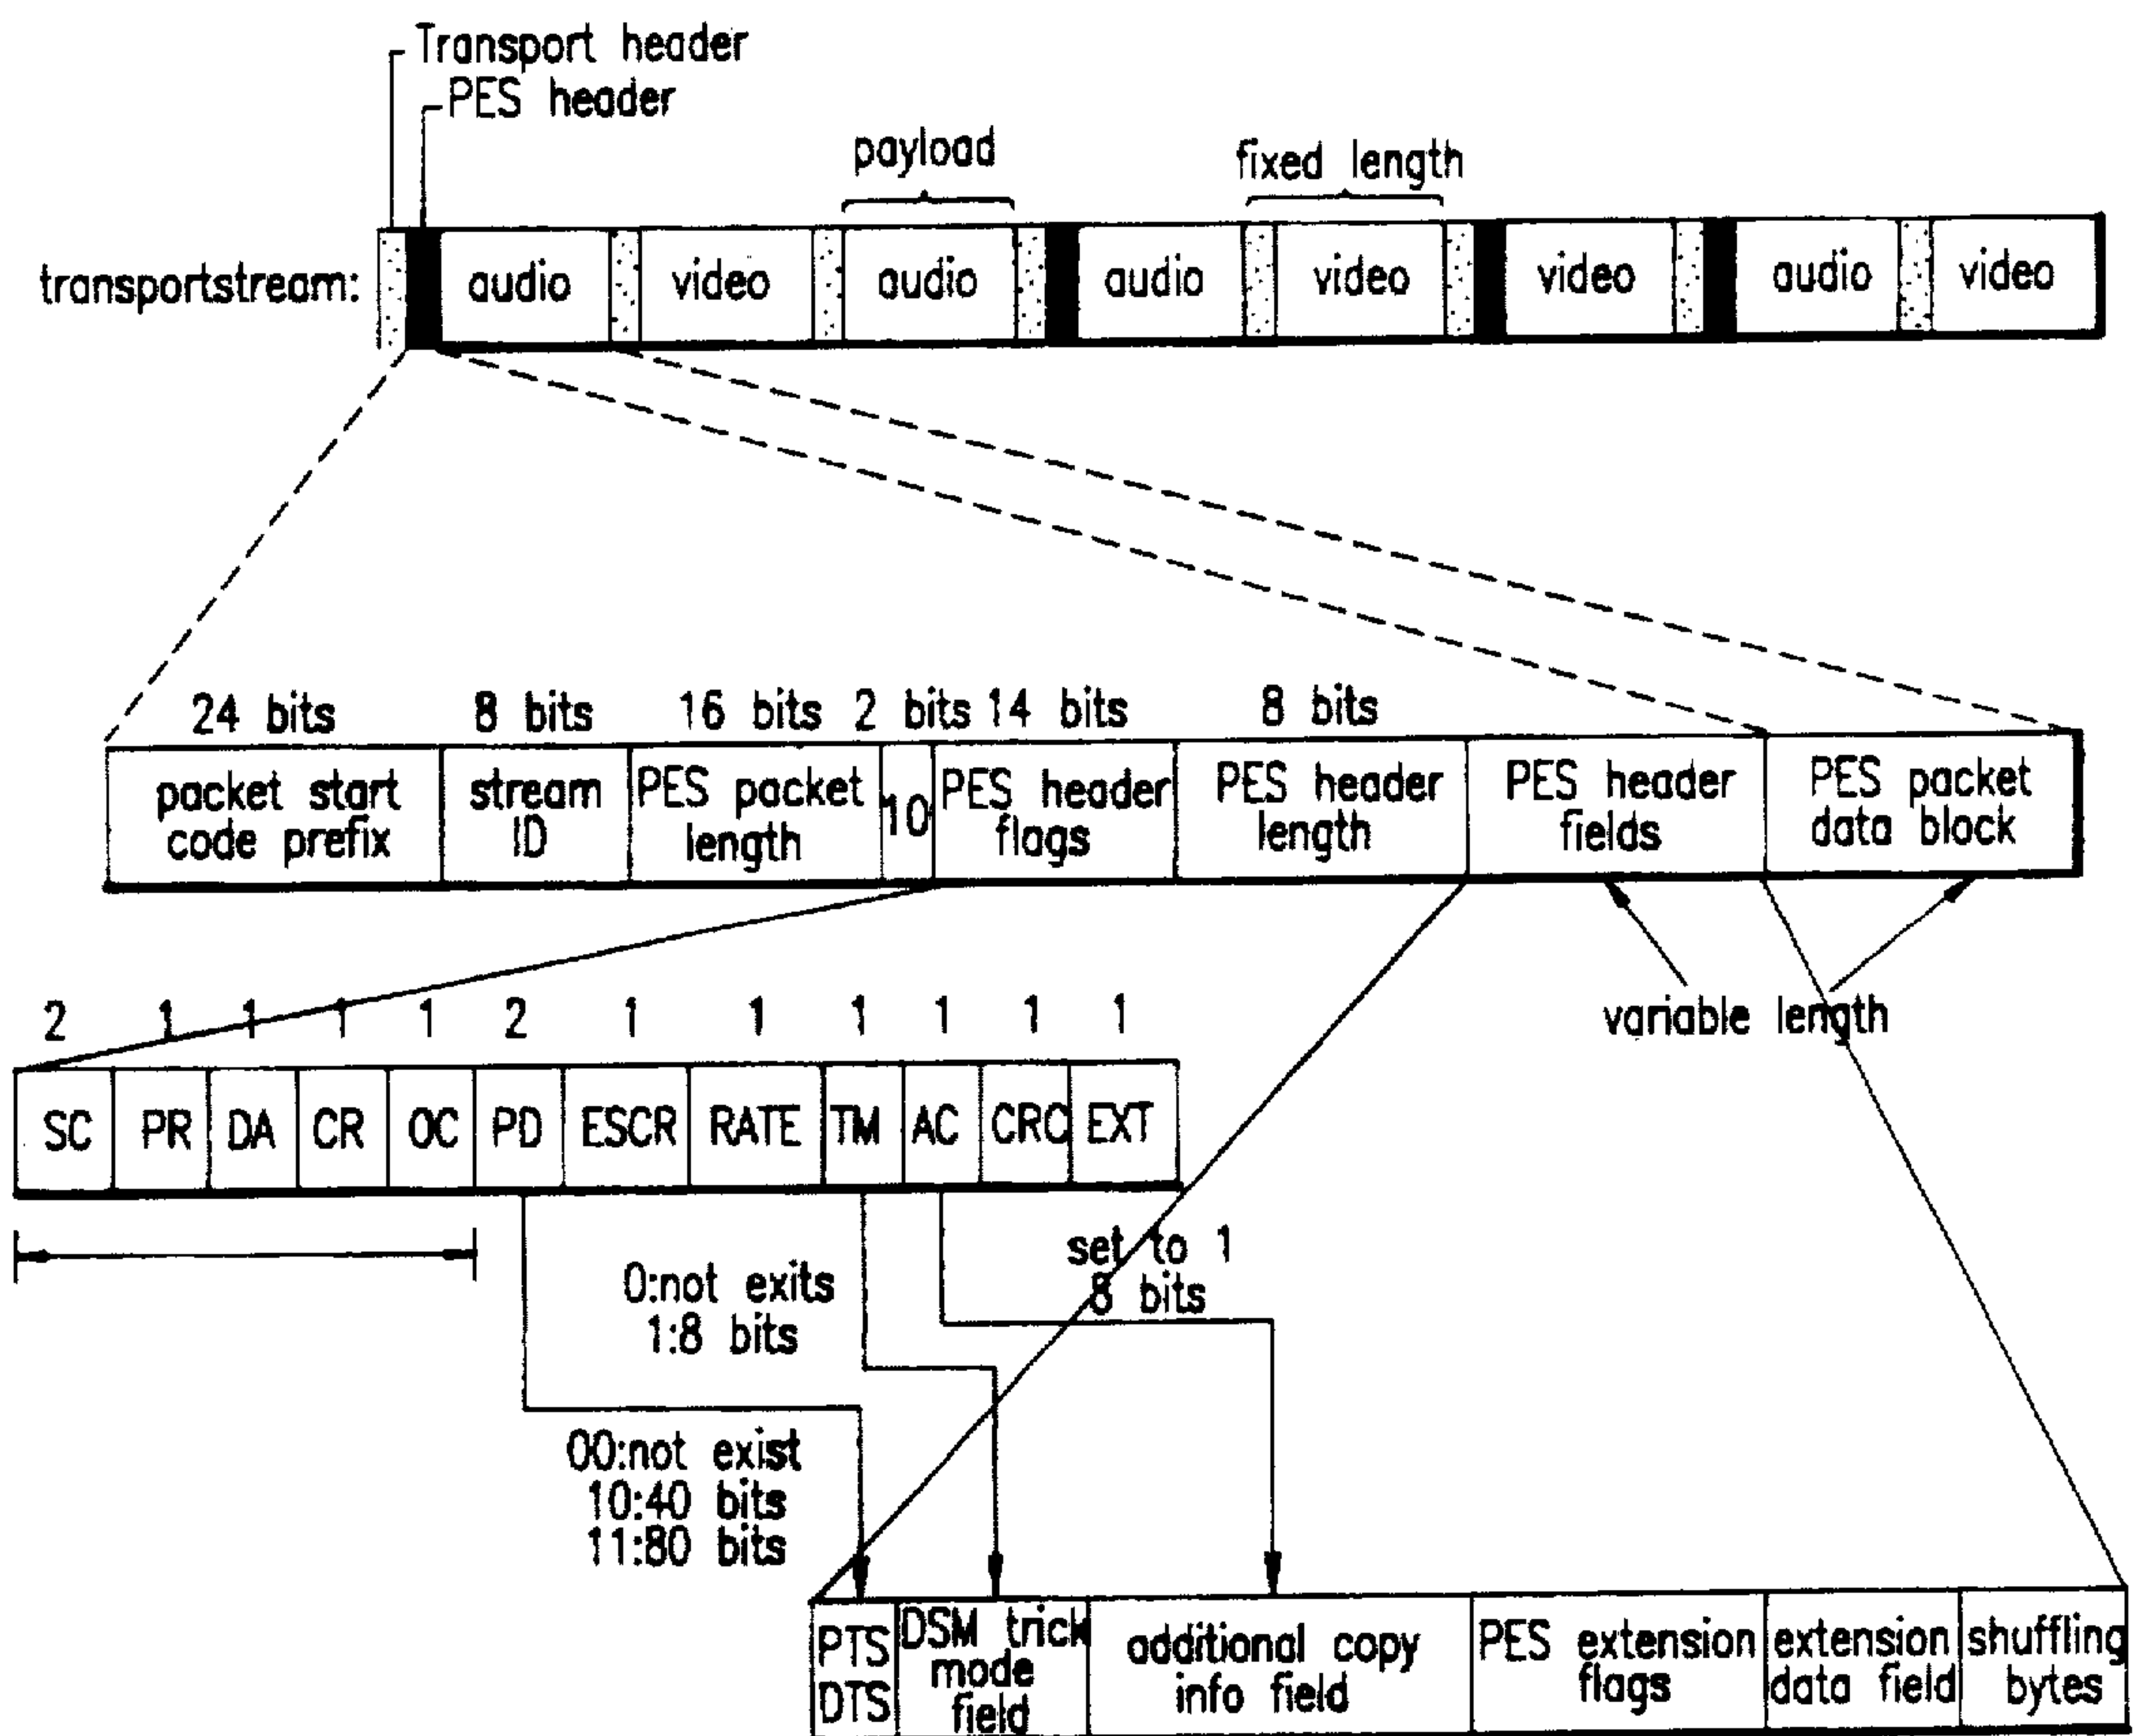 Transport header
PES header
payload
fixed length
transportstream:
audio
video
audio
audio
video
video
audio
video
24 bits
8 bits
16 bits
2 bits
14 bits
8 bits
packet start
code prefix
stream
ID
PES packet
length
10
PES header
flags
PES header
length
PES header
fields
PES packet
data block
variable length
2 1 1 1 1 2 1 1 1 1 1 1
SC PR DA CR OC PD ESCR RATE TM AC CRC EXT
set to 1
8 bits
0:not exits
1:8 bits
00:not exist
10:40 bits
11:80 bits
PTS
DTS
DSM trick
mode
field
additional copy
info field
PES extension
flags
extension
data field
shuffling
bytes